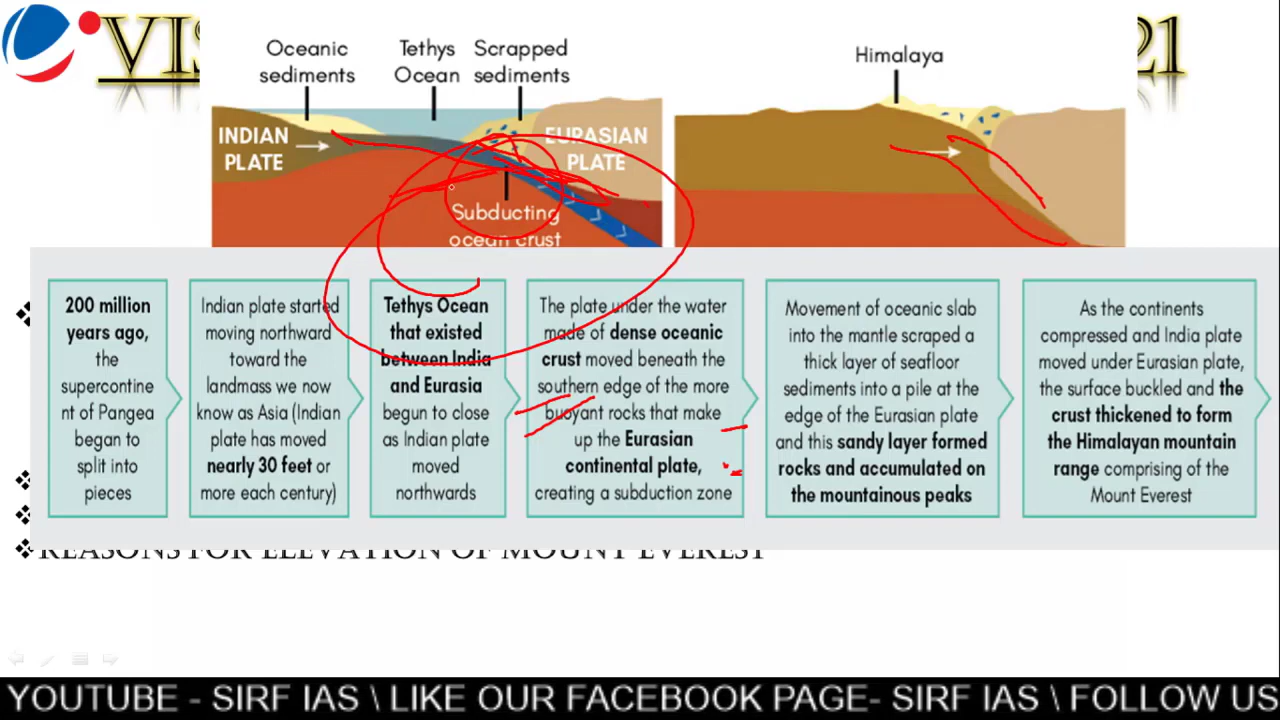 VIS
21
Oceanic
sediments
Tethys
Ocean
Scrapped
sediments
Himalaya
INDIAN
PLATE
EURASIAN
PLATE
Subducting
ocean crust
200 million
years ago,
the
supercontine
nt of Pangea
began to
split into
pieces
Indian plate started
moving northward
toward the
landmass we now
know as Asia (Indian
plate has moved
nearly 30 feet or
more each century)
Tethys Ocean
that existed
between India
and Eurasia
begun to close
as Indian plate
moved
northwards
The plate under the water
made of dense oceanic
crust moved beneath the
southern edge of the more
buoyant rocks that make
up the Eurasian
continental plate,
creating a subduction zone
Movement of oceanic slab
into the mantle scraped a
thick layer of seafloor
sediments into a pile at the
edge of the Eurasian plate
and this sandy layer formed
rocks and accumulated on
the mountainous peaks
As the continents
compressed and India plate
moved under Eurasian plate,
the surface buckled and the
crust thickened to form
the Himalayan mountain
range comprising of the
Mount Everest
REASONS FOR ELEVATION OF MOUNT EVEREST
YOUTUBE - SIRF IAS \ LIKE OUR FACEBOOK PAGE- SIRF IAS \ FOLLOW US